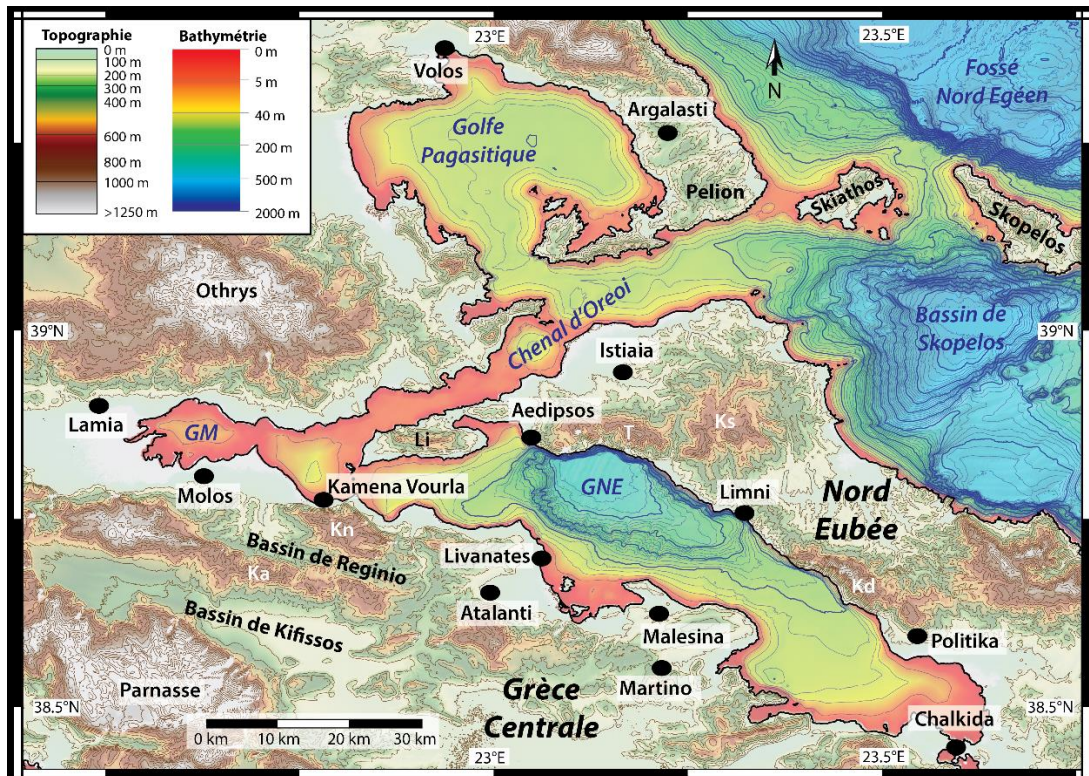 Topographie
0 m
100 m
200 m
300 m
400 m
600 m
800 m
1000 m
>1250 m
Bathymétrie
0 m
5 m
40 m
200 m
500 m
2000 m
23°E
23.5°E
N
Volos
Fossé
Nord Egéen
Argalasti
Golfe
Pagasitique
Pelion
Skiathos
Skopelos
Othrys
39°N
Chenal d'Oreoi
Bassin de
Skopelos
39°N
Istiaia
Lamia
GM
Aedipsos
Li
T
Ks
Molos
Kamena Vourla
GNE
Limni
Nord
Eubée
Kn
Bassin de Reginio
Ka
Livanates
Kd
Atalanti
Bassin de Kifissos
Malesina
Politika
Parnasse
Grèce
Centrale
Martino
38.5°N
38.5°N
0 km
10 km
20 km
30 km
Chalkida
23°E
23.5°E